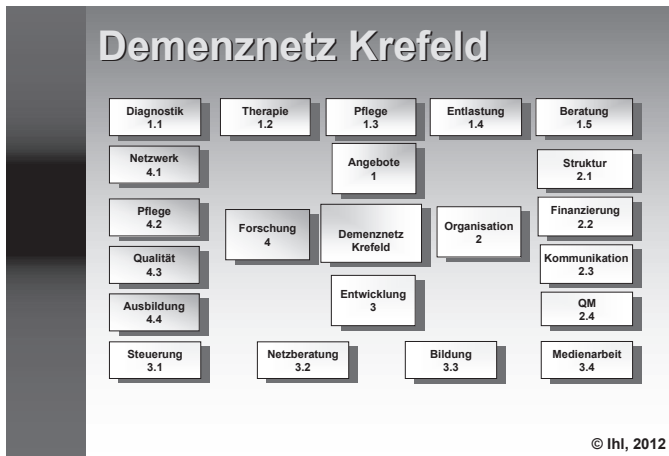 Demenznetz Krefeld
Diagnostik
1.1
Therapie
1.2
Pflege
1.3
Entlastung
1.4
Beratung
1.5
Netzwerk
4.1
Angebote
1
Struktur
2.1
Pflege
4.2
Forschung
4
Demenznetz
Krefeld
Organisation
2
Finanzierung
2.2
Qualität
4.3
Kommunikation
2.3
Ausbildung
4.4
Entwicklung
3
QM
2.4
Steuerung
3.1
Netzberatung
3.2
Bildung
3.3
Medienarbeit
3.4
© Ihl, 2012